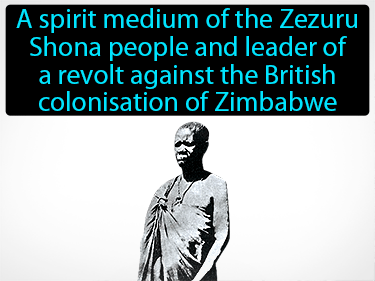 A spirit medium of the Zezuru
Shona people and leader of
a revolt against the British
colonisation of Zimbabwe